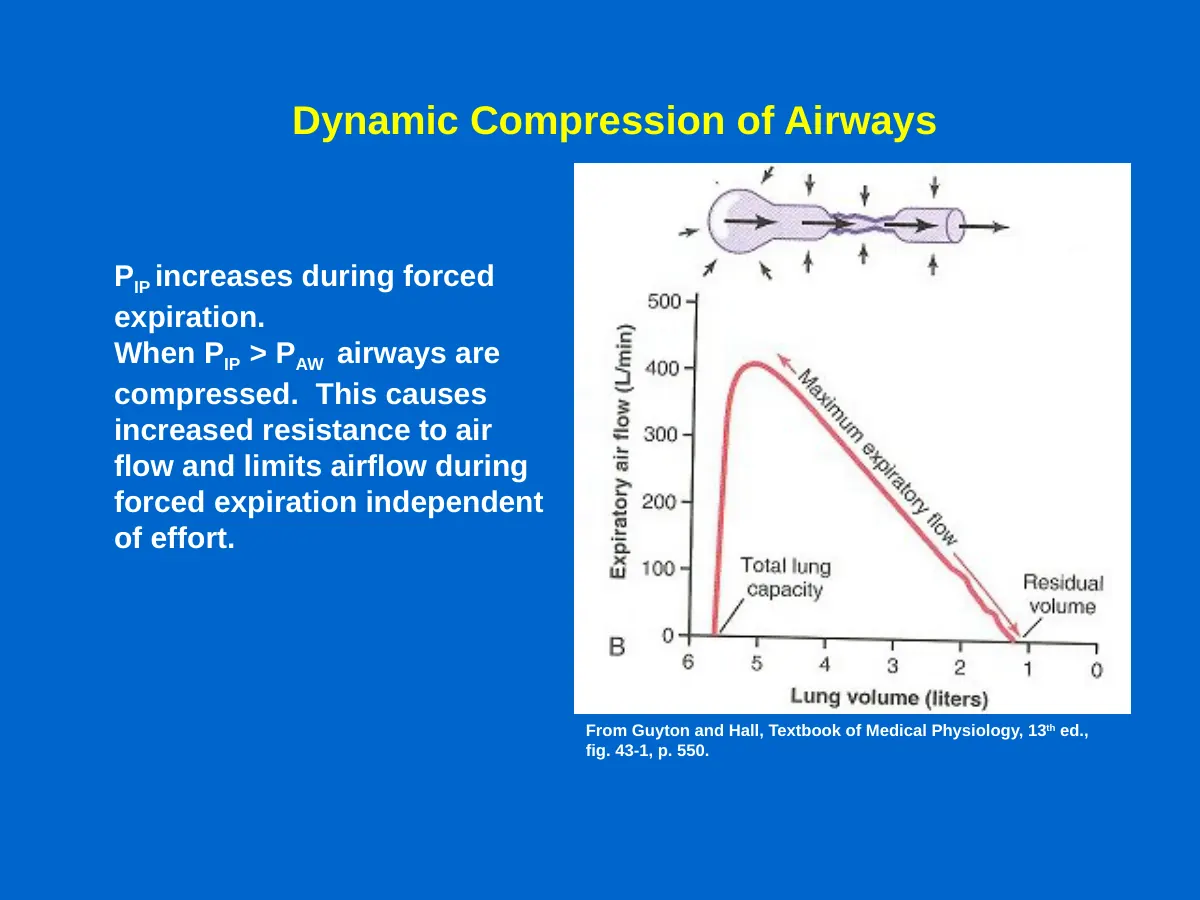 Dynamic Compression of Airways
PIP increases during forced
expiration.
When PIP > PAW airways are
compressed. This causes
increased resistance to air
flow and limits airflow during
forced expiration independent
of effort.
Expiratory air flow (L/min)
500
400
300
200
100
0
Maximum expiratory flow
Total lung
capacity
Residual
volume
B
6 5 4 3 2 1 0
Lung volume (liters)
From Guyton and Hall, Textbook of Medical Physiology, 13th ed.,
fig. 43-1, p. 550.